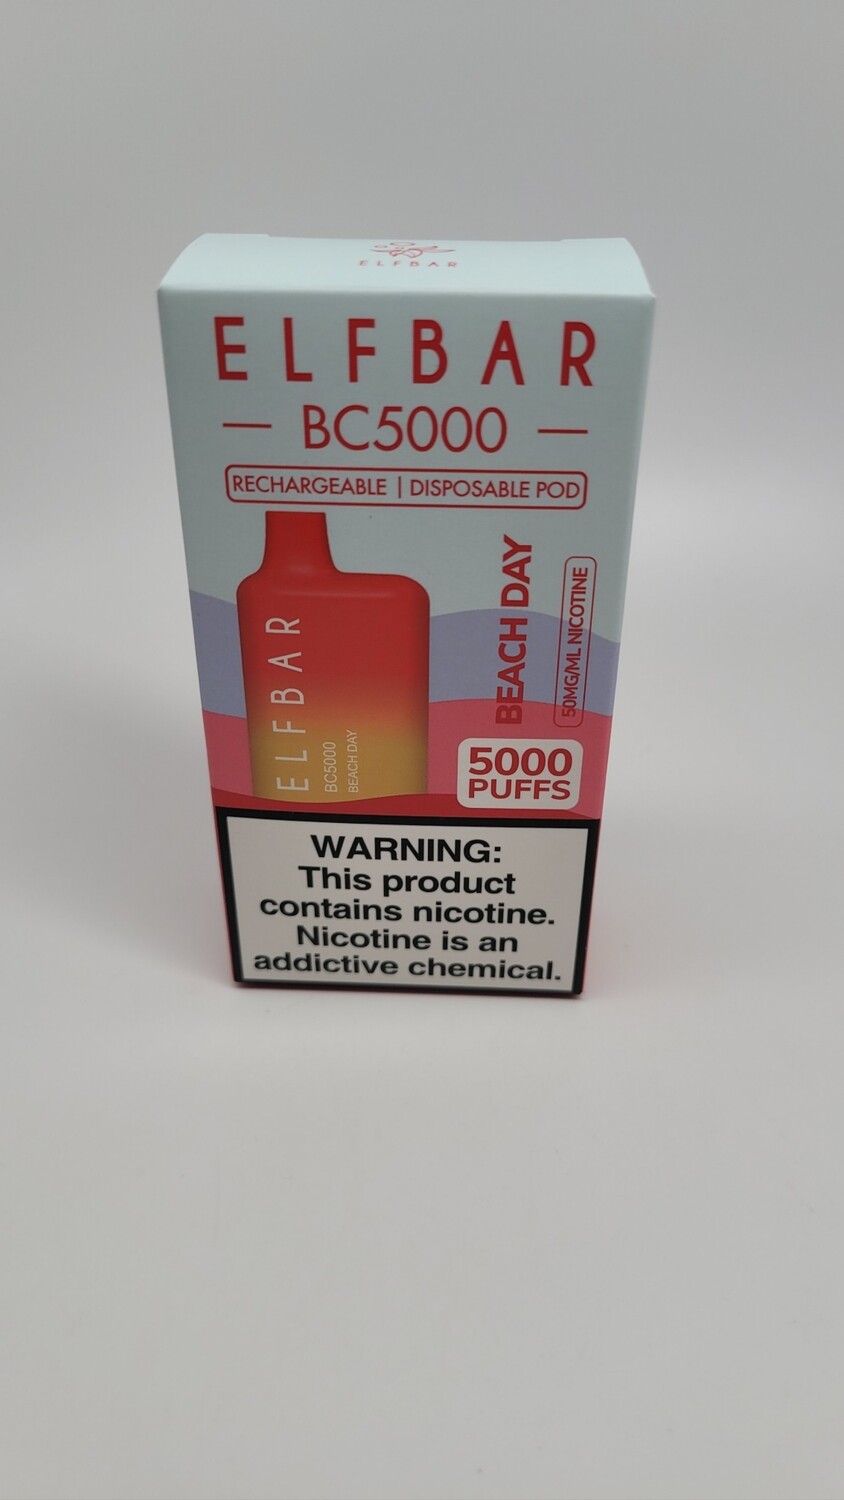 ELFBAR
ELFBAR
BC5000
RECHARGEABLE | DISPOSABLE POD
ELFBAR
BC5000
BEACH DAY
BEACH DAY
50MG/ML NICOTINE
5000
PUFFS
WARNING:
This product
contains nicotine.
Nicotine is an
addictive chemical.